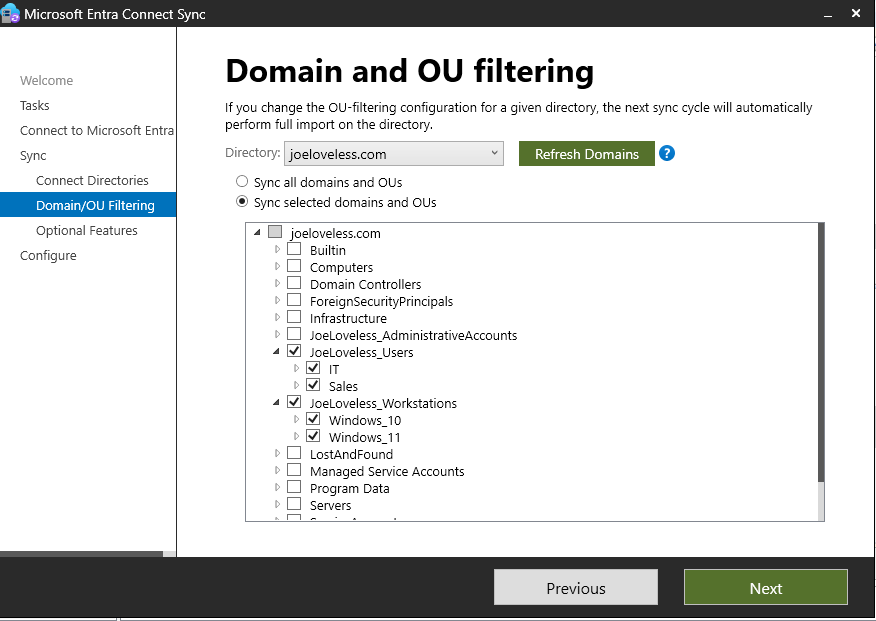 Microsoft Entra Connect Sync
Welcome
Tasks
Connect to Microsoft Entra
Sync
Connect Directories
Domain/OU Filtering
Optional Features
Configure
Domain and OU filtering
If you change the OU-filtering configuration for a given directory, the next sync cycle will automatically
perform full import on the directory.
Directory: joeloveless.com
Refresh Domains
?
Sync all domains and OUs
Sync selected domains and OUs
joeloveless.com
Builtin
Computers
Domain Controllers
ForeignSecurityPrincipals
Infrastructure
JoeLoveless_AdministrativeAccounts
JoeLoveless_Users
IT
Sales
JoeLoveless_Workstations
Windows_10
Windows_11
LostAndFound
Managed Service Accounts
Program Data
Servers
Previous
Next